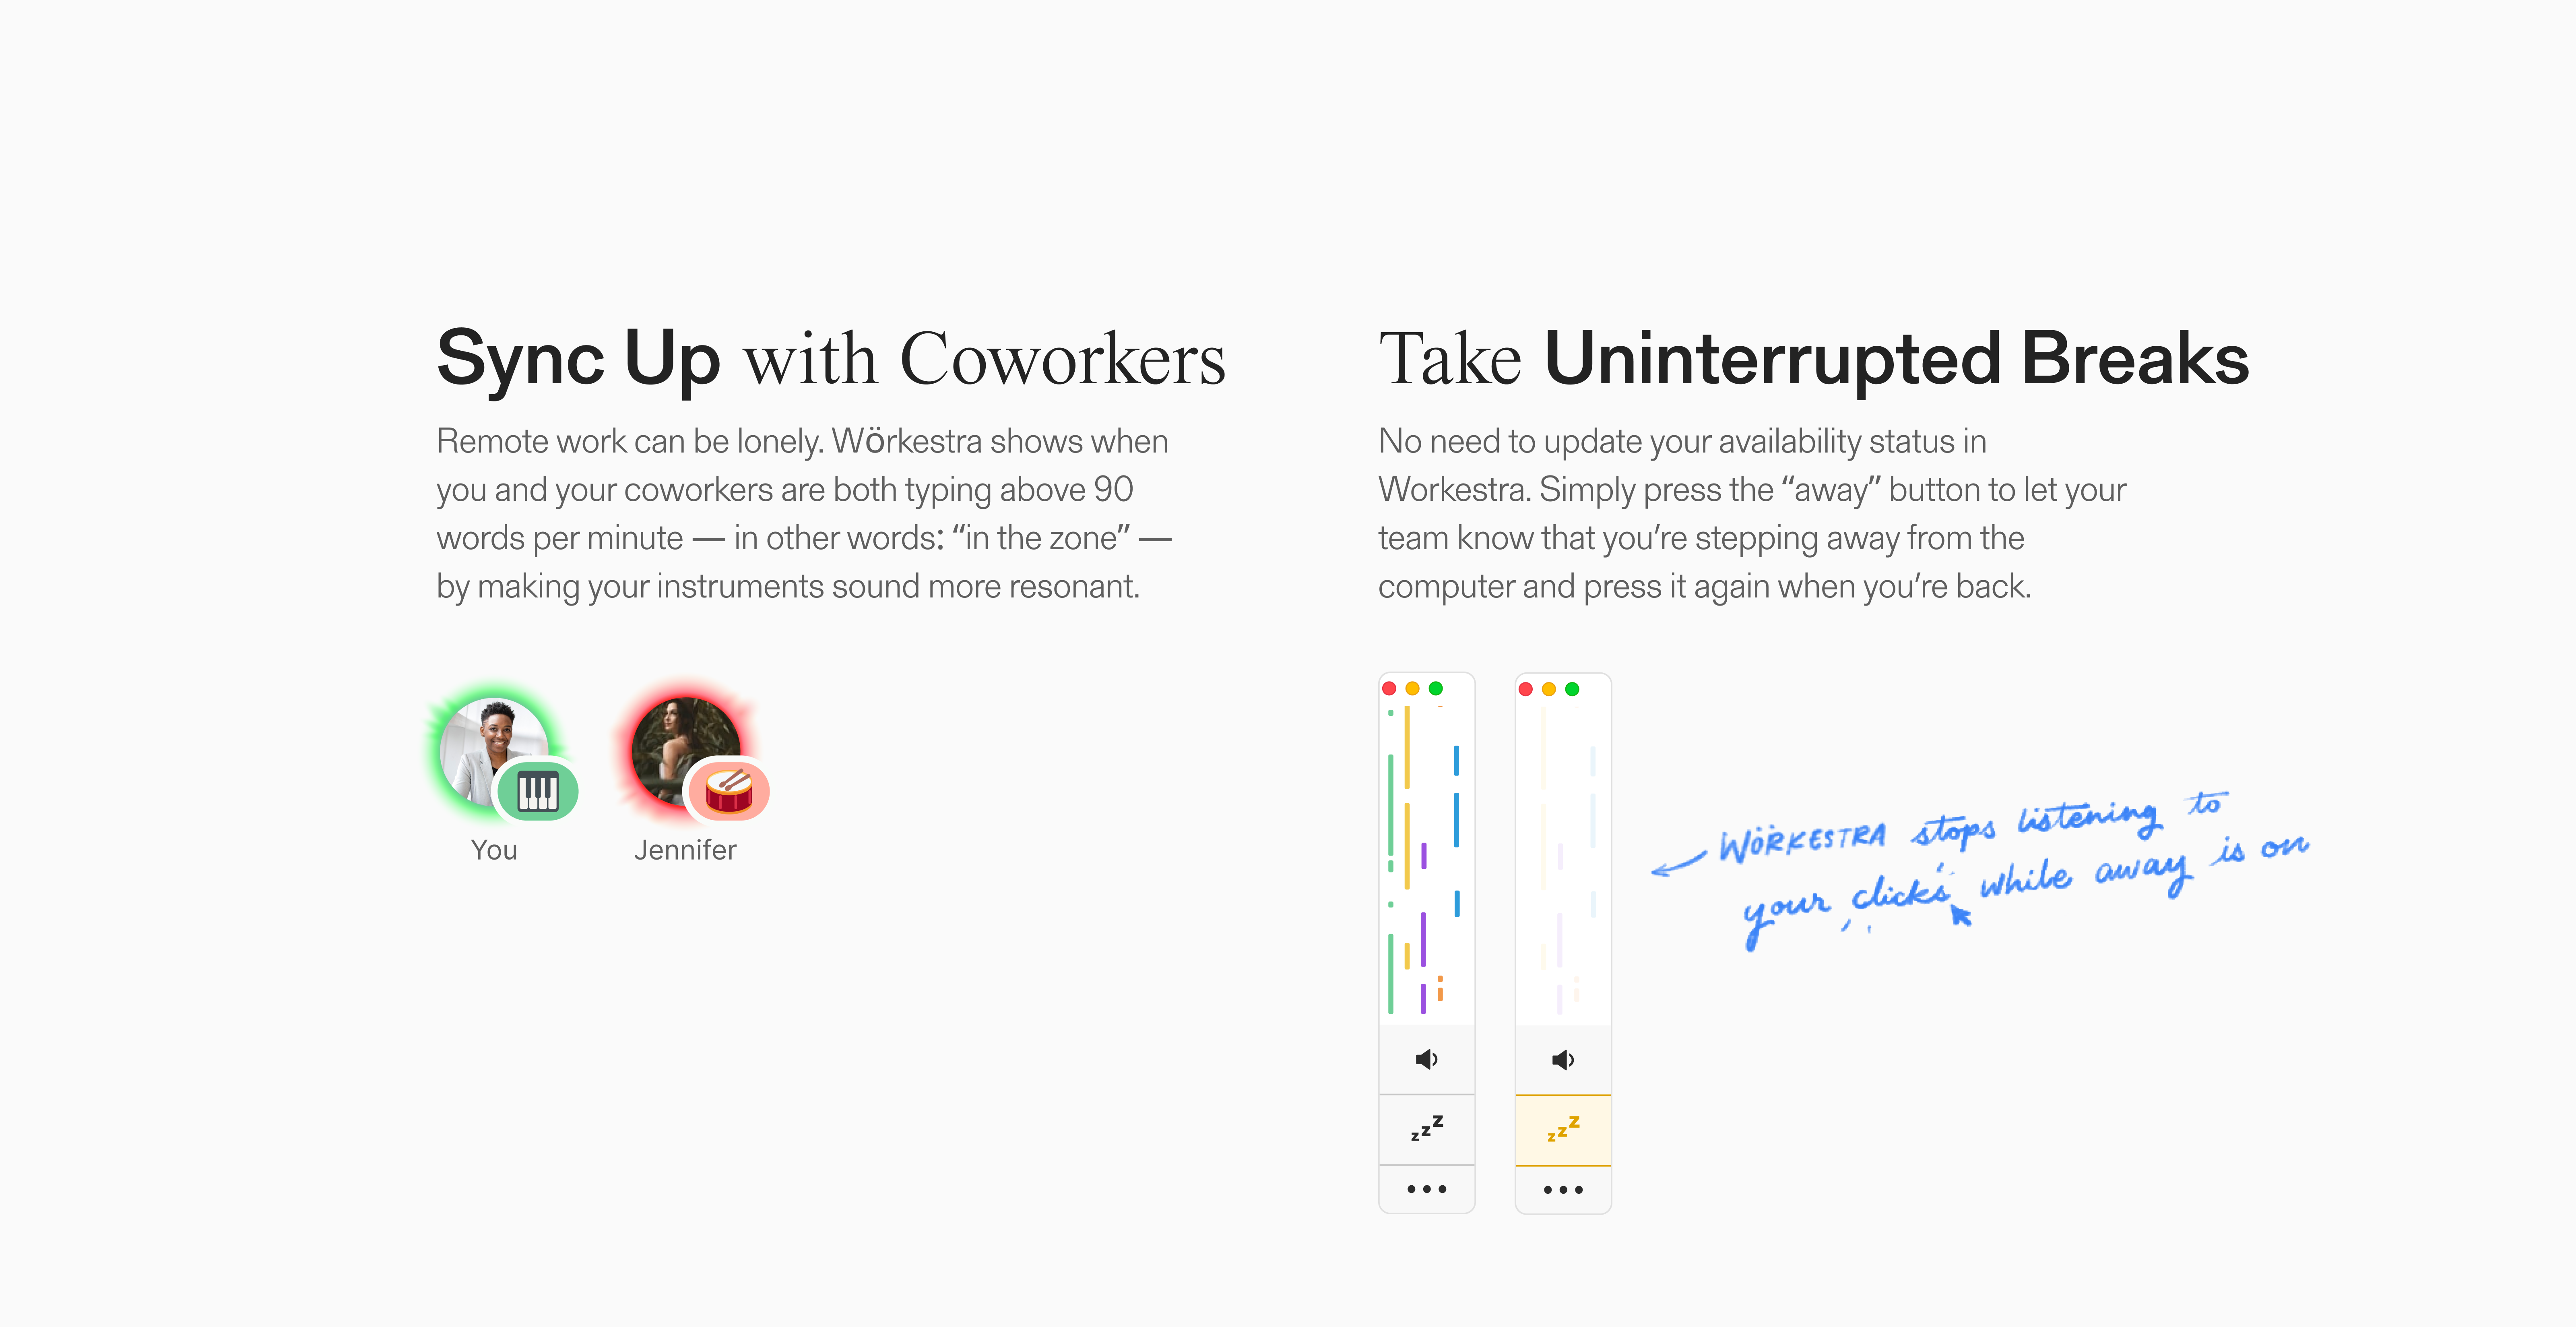 Sync Up with Coworkers
Remote work can be lonely. Wörkestra shows when
you and your coworkers are both typing above 90
words per minute — in other words: “in the zone” —
by making your instruments sound more resonant.
You
Jennifer
Take Uninterrupted Breaks
No need to update your availability status in
Workestra. Simply press the “away” button to let your
team know that you’re stepping away from the
computer and press it again when you’re back.
zzz
zzz
WÖRKESTRA stops listening to
your clicks while away is on